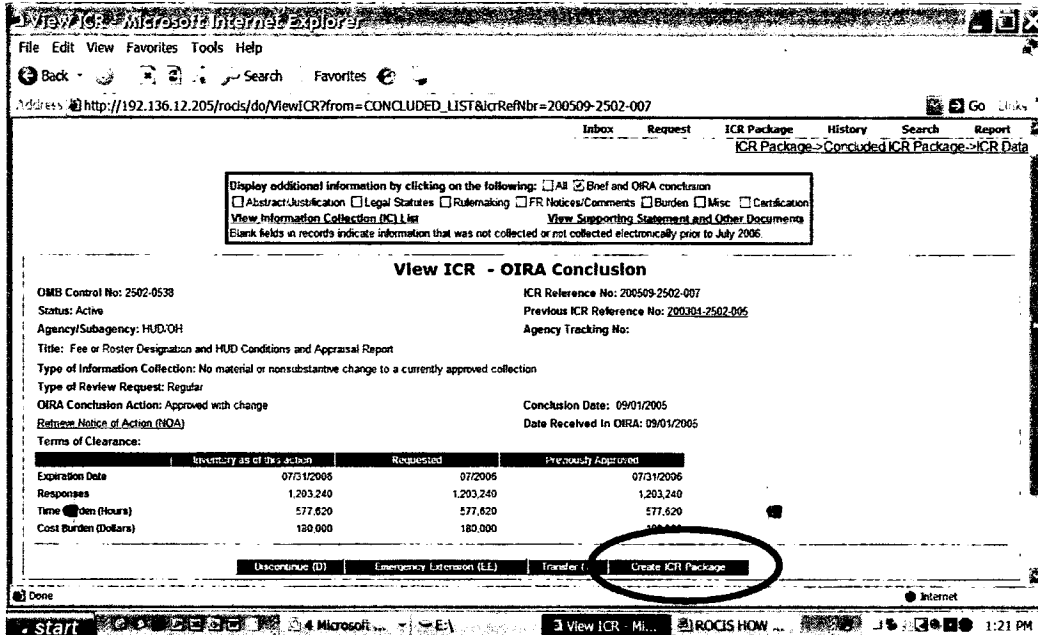 View ICR - Microsoft Internet Explorer
File Edit View Favorites Tools Help
Back Search Favorites
Address http://192.136.12.205/rocis/do/ViewICR?from=CONCLUDED_LIST&icrRefNbr=200509-2502-007 Go Links
Inbox Request ICR Package History Search Report
ICR Package->Concluded ICR Package->ICR Data
Display additional information by clicking on the following: All Brief and OIRA conclusion
Abstract/Justification Legal Statutes Rulemaking FR Notices/Comments Burden Misc Certification
View Information Collection (IC) List View Supporting Statement and Other Documents
Blank fields in records indicate information that was not collected or not collected electronically prior to July 2006.
View ICR - OIRA Conclusion
OMB Control No: 2502-0538 ICR Reference No: 200509-2502-007
Status: Active Previous ICR Reference No: 200304-2502-005
Agency/Subagency: HUD/OH Agency Tracking No:
Title: Fee or Roster Designation and HUD Conditions and Appraisal Report
Type of Information Collection: No material or nonsubstantive change to a currently approved collection
Type of Review Request: Regular
OIRA Conclusion Action: Approved with change Conclusion Date: 09/01/2005
Retrieve Notice of Action (NOA) Date Received in OIRA: 09/01/2005
Terms of Clearance:
Inventory as of this action Requested Previously Approved
Expiration Date 07/31/2006 07/2006 07/31/2006
Responses 1,203,240 1,203,240 1,203,240
Time (Hours) 577,620 577,620 577,620
Cost Burden (Dollars) 180,000 180,000
Discontinue (D) Emergency Extension (EE) Transfer Create ICR Package
Done Internet
start 4 Microsoft ... E:\ View ICR - Mi... ROCIS HOW ... 1:21 PM